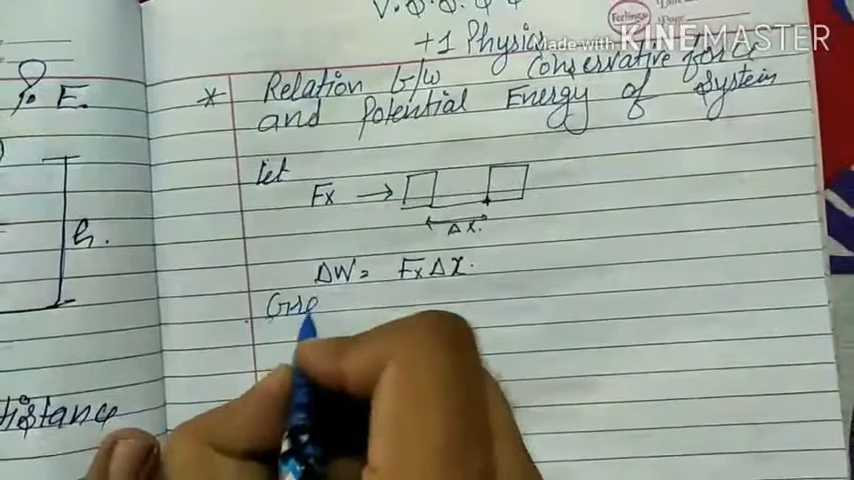 +1 Physics
Made with KINEMASTER
Feelings
* Relation b/w Conservative force
and Potential Energy of a System
P.E.
let
Fx →
Δx.
h.
ΔW = FxΔx.
distance